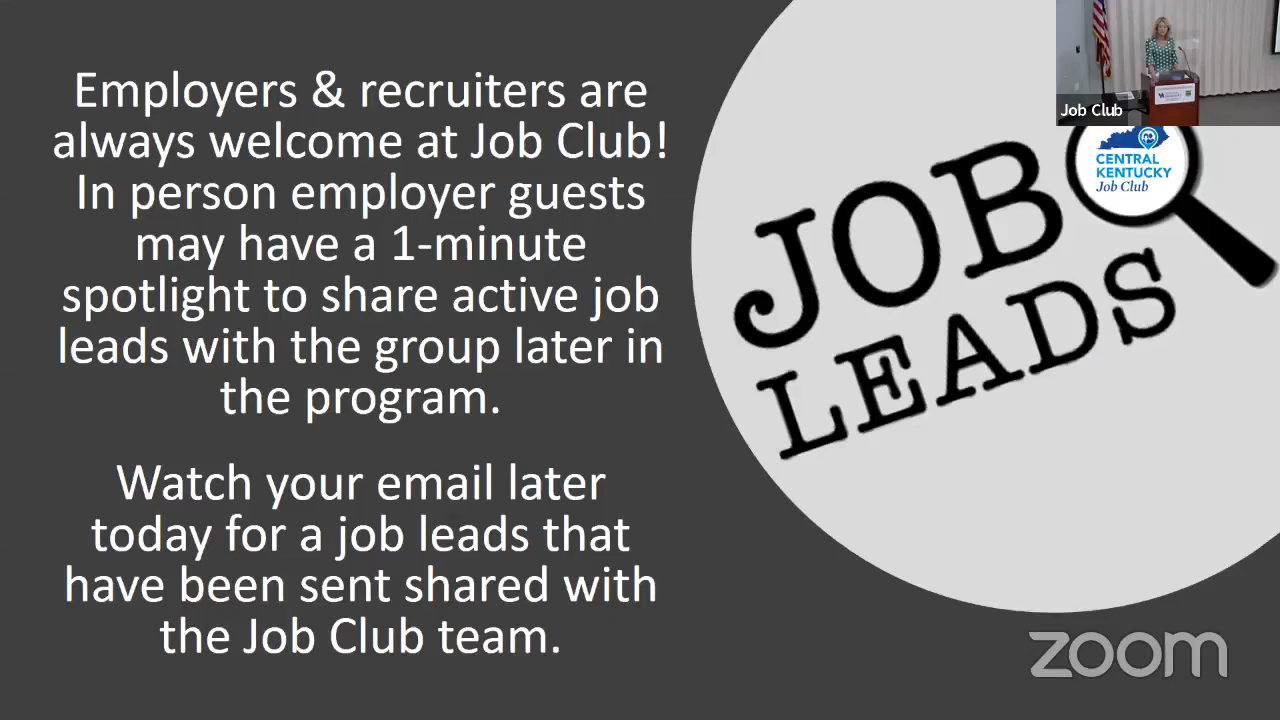 Employers & recruiters are
always welcome at Job Club!
In person employer guests
may have a 1-minute
spotlight to share active job
leads with the group later in
the program.
Watch your email later
today for a job leads that
have been sent shared with
the Job Club team.
Job Club
CENTRAL
KENTUCKY
Job Club
JOB
LEADS
zoom